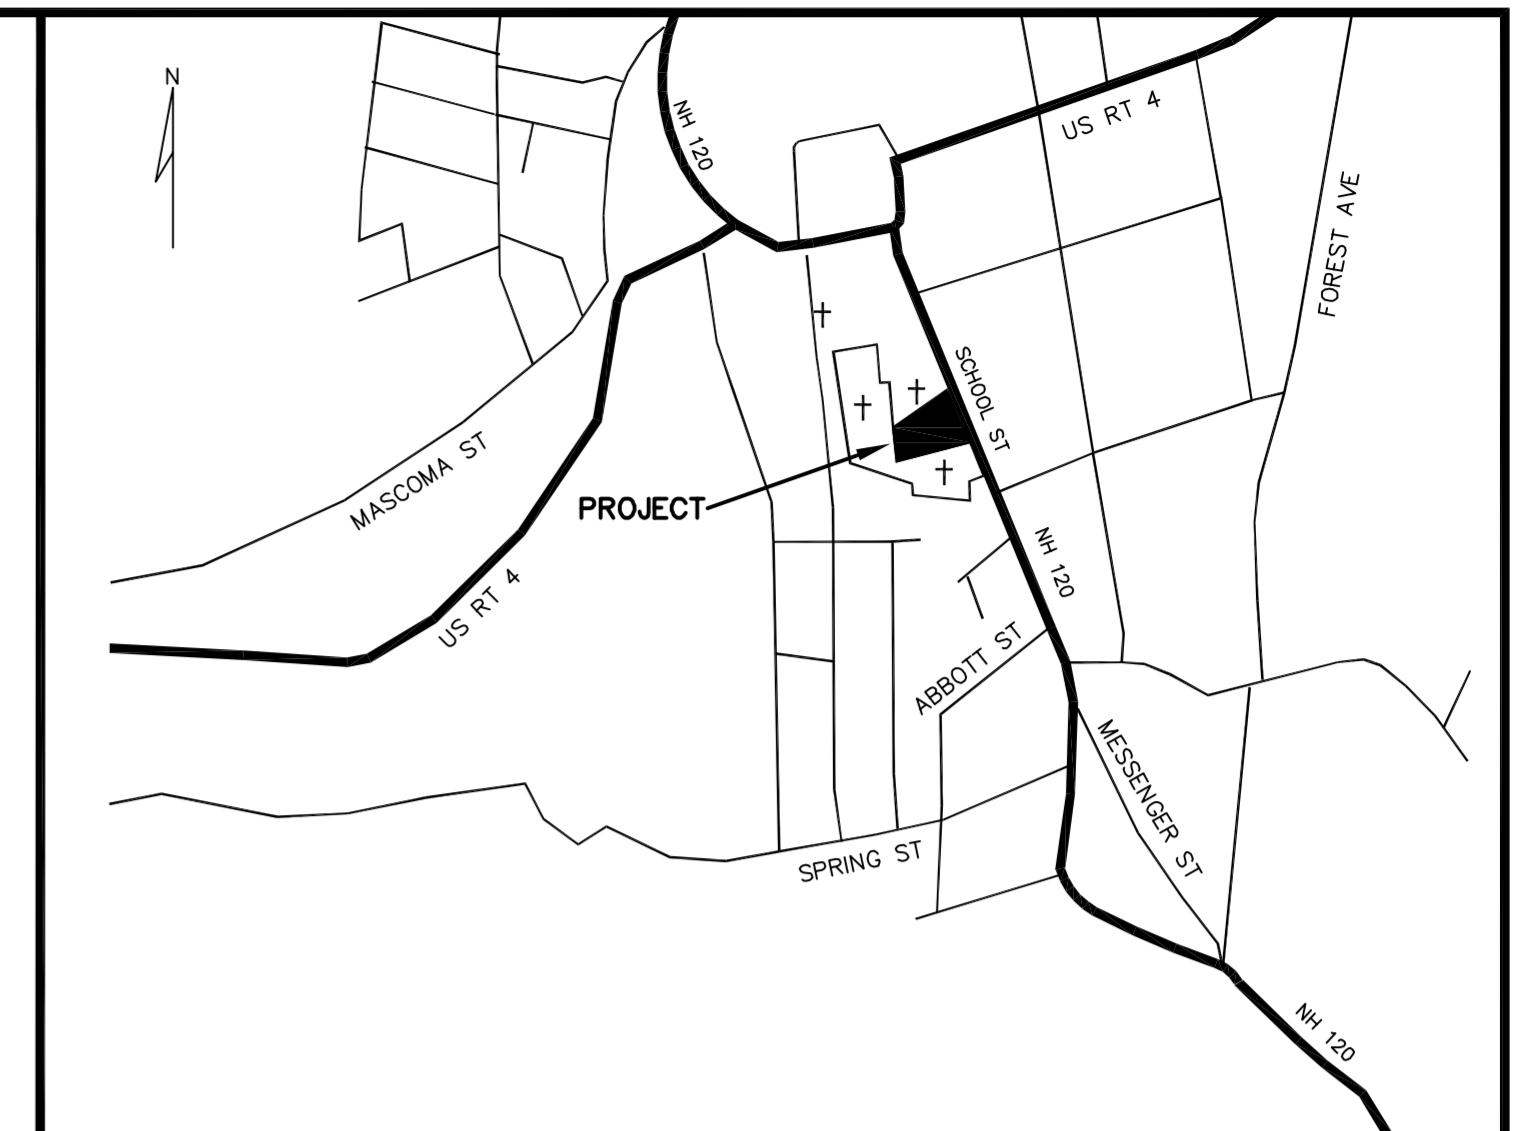 N
NH 120
US RT 4
FOREST AVE
SCHOOL ST
MASCOMA ST
PROJECT
NH 120
US RT 4
ABBOTT ST
MESSENGER ST
SPRING ST
NH 120